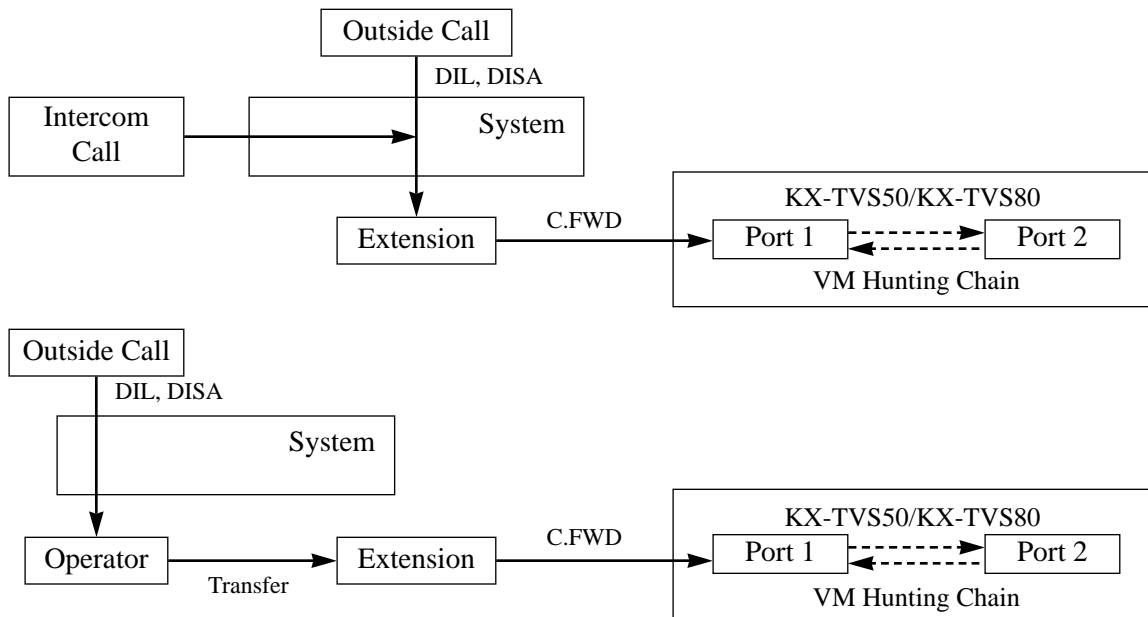 Outside Call
DIL, DISA
Intercom
Call
System
KX-TVS50/KX-TVS80
Extension
C.FWD
Port 1
Port 2
VM Hunting Chain
Outside Call
DIL, DISA
System
KX-TVS50/KX-TVS80
Operator
Transfer
Extension
C.FWD
Port 1
Port 2
VM Hunting Chain